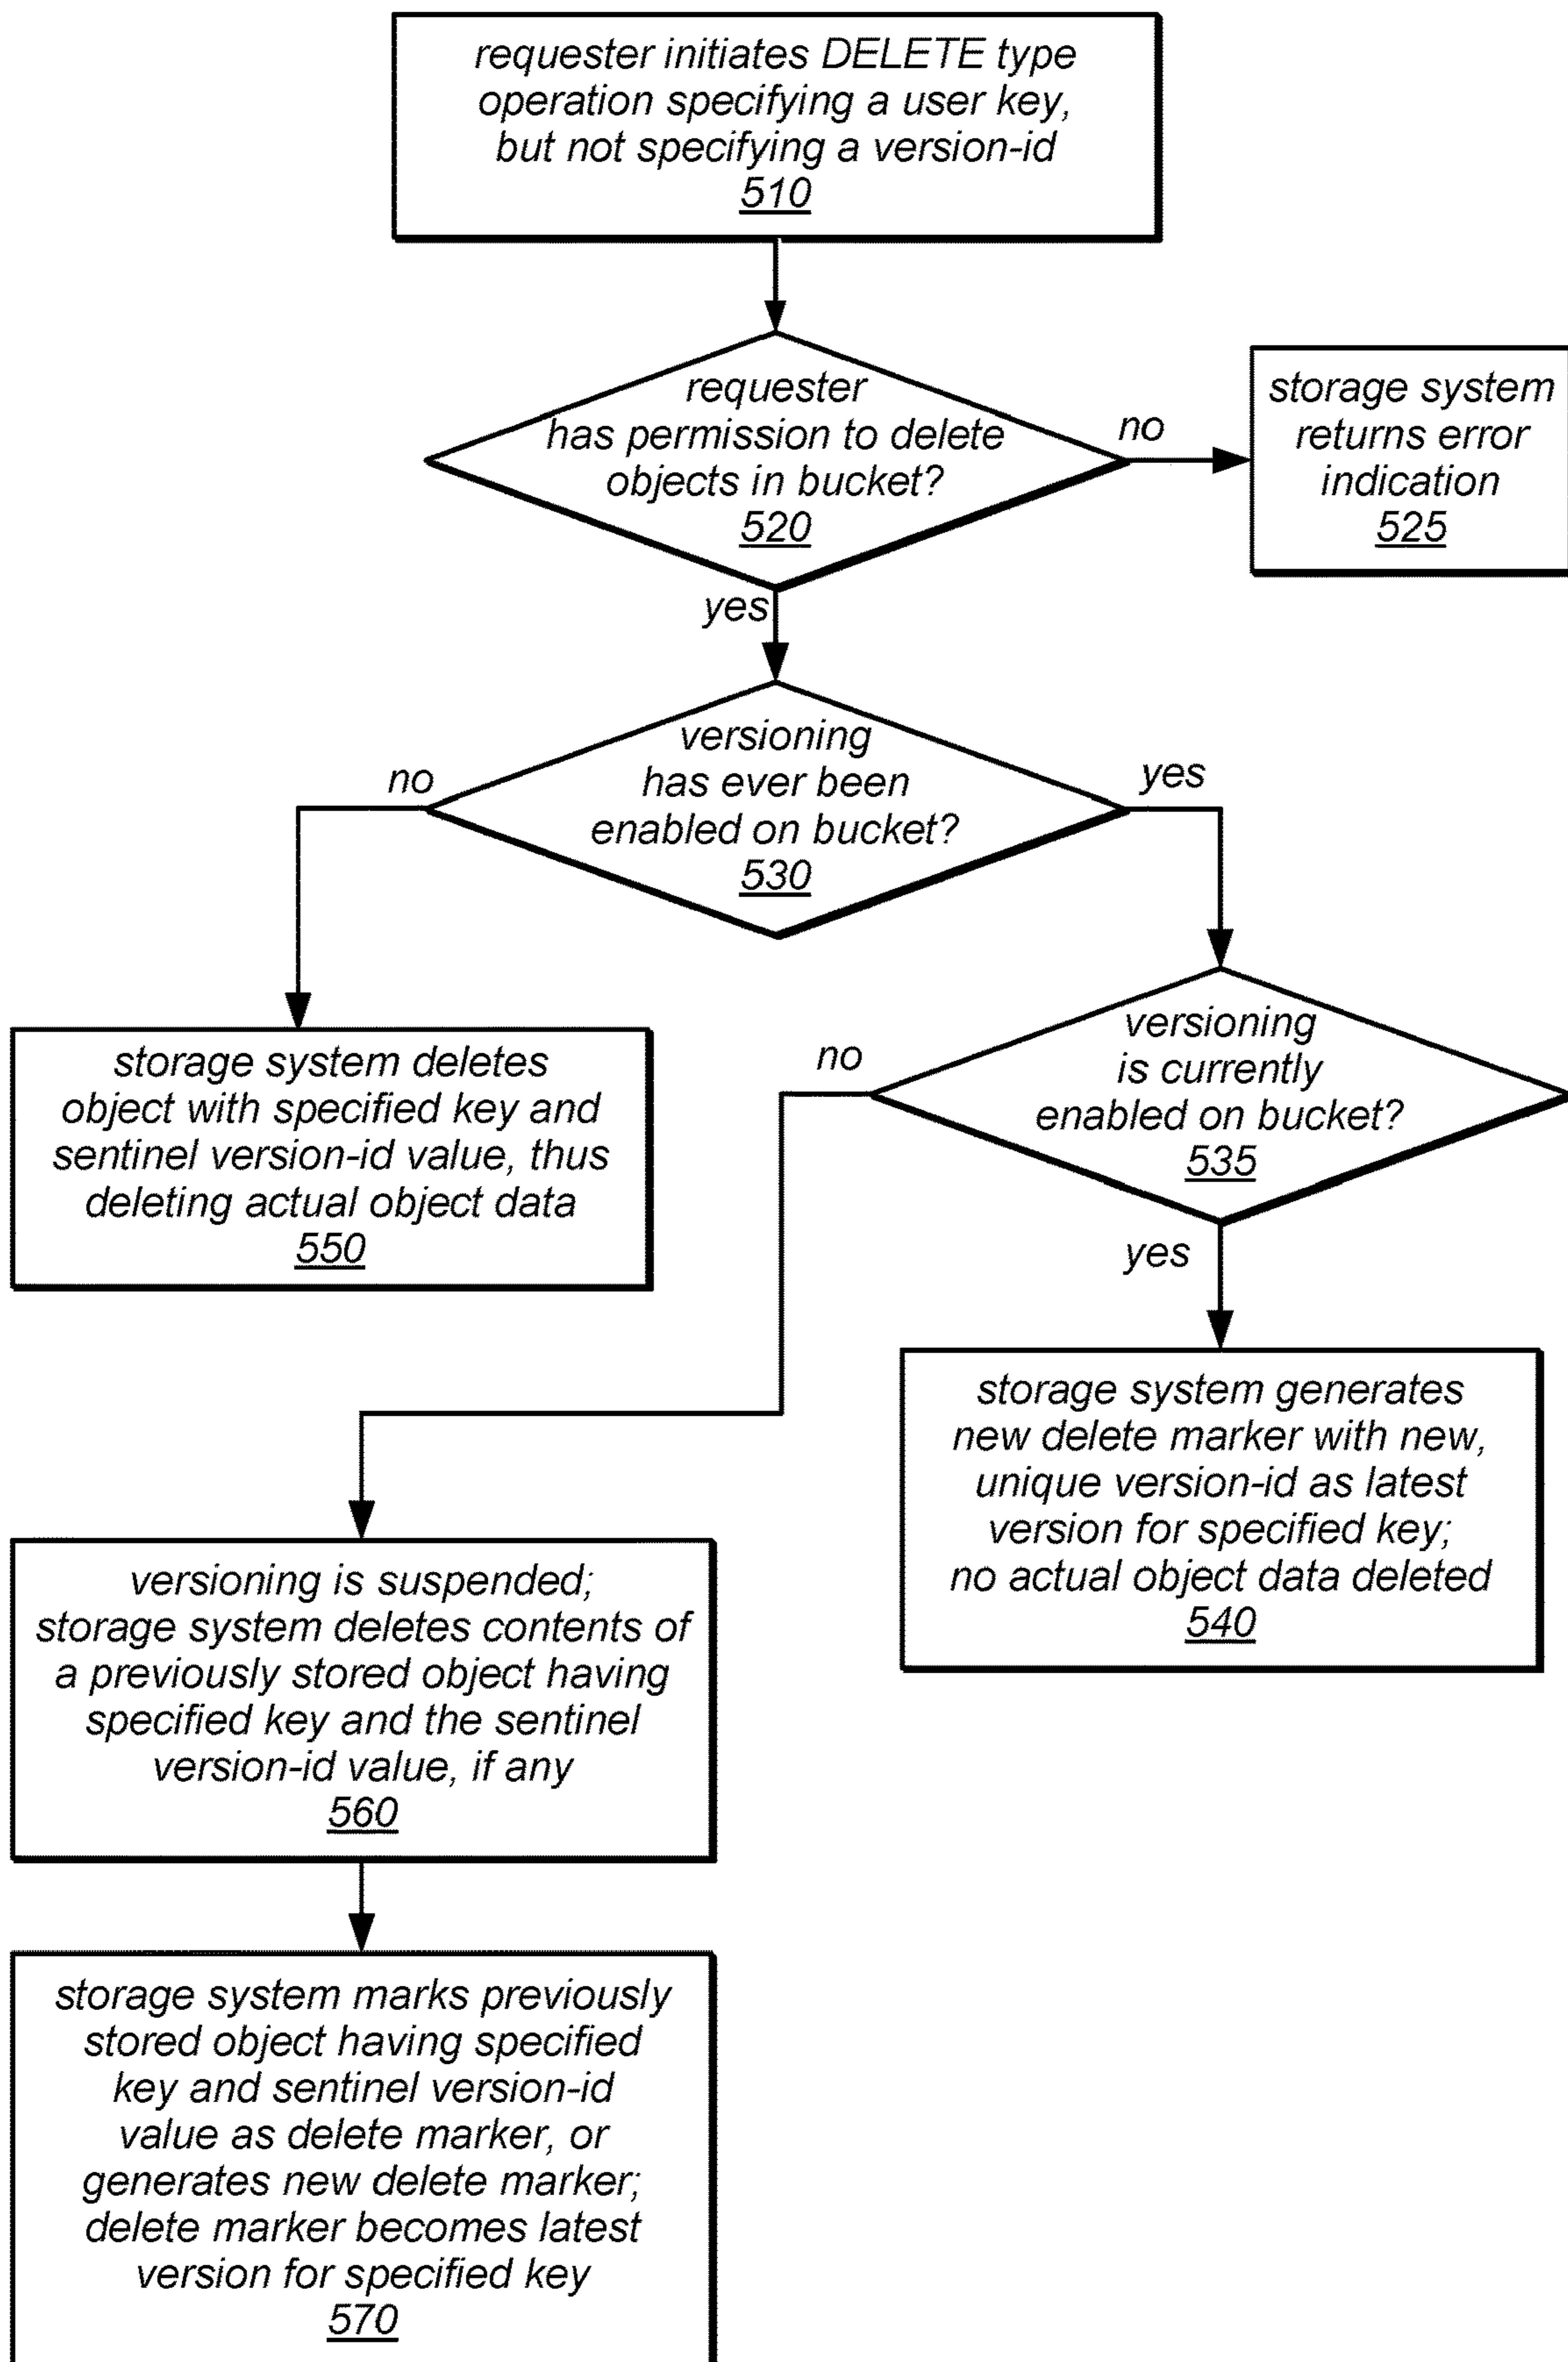 requester initiates DELETE type
operation specifying a user key,
but not specifying a version-id
510
requester
has permission to delete
objects in bucket?
520
no
storage system
returns error
indication
525
yes
versioning
has ever been
enabled on bucket?
530
no
yes
storage system deletes
object with specified key and
sentinel version-id value, thus
deleting actual object data
550
versioning
is currently
enabled on bucket?
535
no
yes
storage system generates
new delete marker with new,
unique version-id as latest
version for specified key;
no actual object data deleted
540
versioning is suspended;
storage system deletes contents of
a previously stored object having
specified key and the sentinel
version-id value, if any
560
storage system marks previously
stored object having specified
key and sentinel version-id
value as delete marker, or
generates new delete marker;
delete marker becomes latest
version for specified key
570